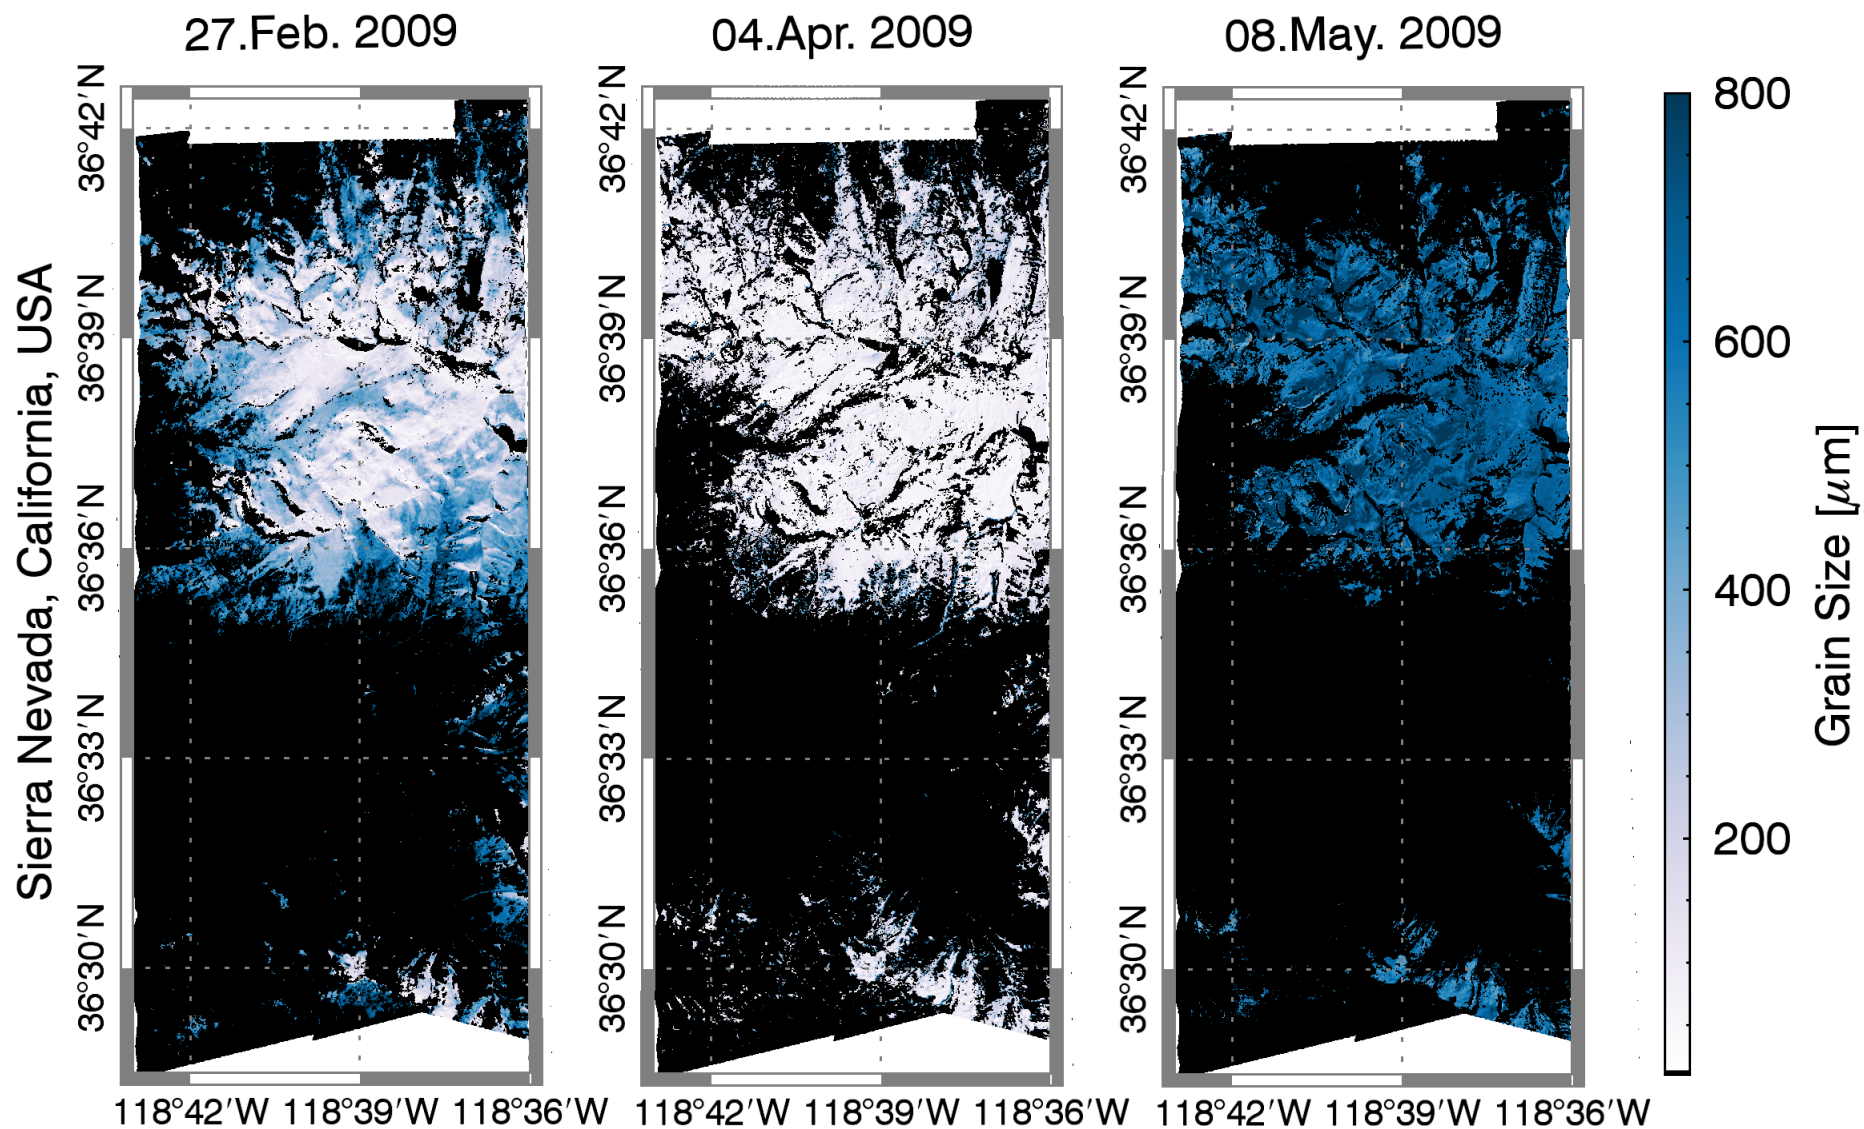 27.Feb. 2009
04.Apr. 2009
08.May. 2009
Sierra Nevada, California, USA
36°42'N
36°39'N
36°36'N
36°33'N
36°30'N
118°42'W 118°39'W 118°36'W
36°42'N
36°39'N
36°36'N
36°33'N
36°30'N
118°42'W 118°39'W 118°36'W
36°42'N
36°39'N
36°36'N
36°33'N
36°30'N
118°42'W 118°39'W 118°36'W
800
600
400
200
Grain Size [μm]